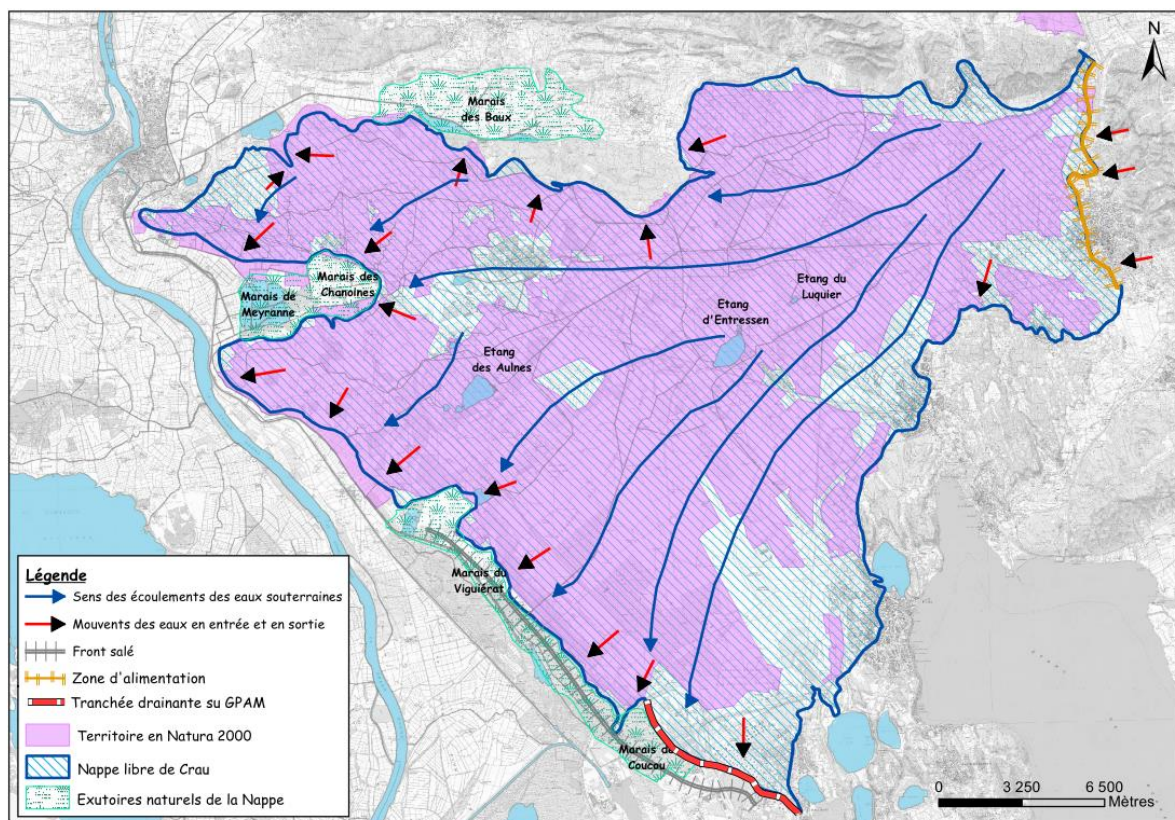 N
Marais
des Baux
Marais des
Chanoines
Marais de
Meyranne
Etang du
Luquier
Etang
d'Entressen
Etang
des Aulnes
Marais du
Viguiérat
Marais de
Coucou
Légende
Sens des écoulements des eaux souterraines
Mouvents des eaux en entrée et en sortie
Front salé
Zone d'alimentation
Tranchée drainante su GPAM
Territoire en Natura 2000
Nappe libre de Crau
Exutoires naturels de la Nappe
0 3 250 6 500
Mètres